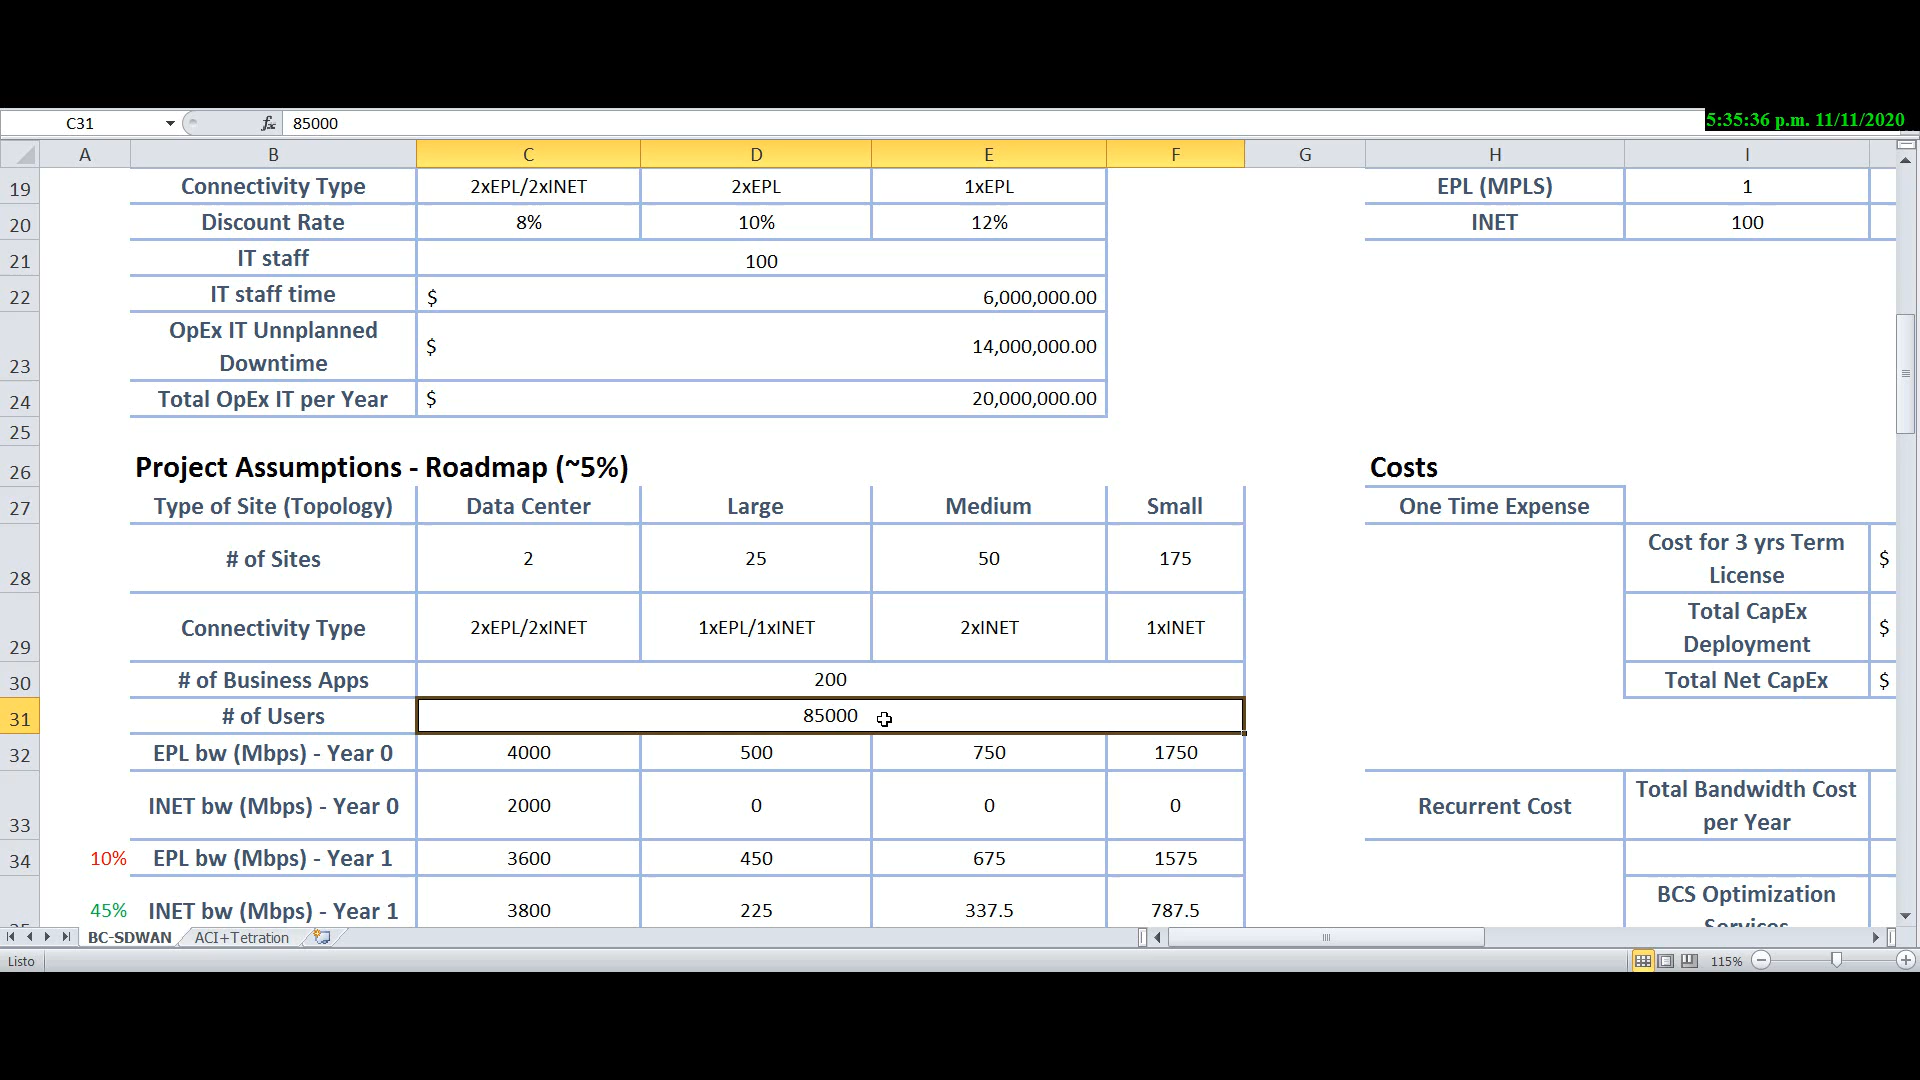 C31 fx 85000
5:35:36 p.m. 11/11/2020
A B C D E F G H I
19 Connectivity Type 2xEPL/2xINET 2xEPL 1xEPL EPL (MPLS) 1
20 Discount Rate 8% 10% 12% INET 100
21 IT staff 100
22 IT staff time $ 6,000,000.00
23 OpEx IT Unnplanned Downtime $ 14,000,000.00
24 Total OpEx IT per Year $ 20,000,000.00
25
26 Project Assumptions - Roadmap (~5%) Costs
27 Type of Site (Topology) Data Center Large Medium Small One Time Expense
28 # of Sites 2 25 50 175 Cost for 3 yrs Term License $
29 Connectivity Type 2xEPL/2xINET 1xEPL/1xINET 2xINET 1xINET Total CapEx Deployment $
30 # of Business Apps 200 Total Net CapEx $
31 # of Users 85000
32 EPL bw (Mbps) - Year 0 4000 500 750 1750
33 INET bw (Mbps) - Year 0 2000 0 0 0 Recurrent Cost Total Bandwidth Cost per Year
34 10% EPL bw (Mbps) - Year 1 3600 450 675 1575
45% INET bw (Mbps) - Year 1 3800 225 337.5 787.5 BCS Optimization Services
BC-SDWAN ACI+Tetration
Listo 115%